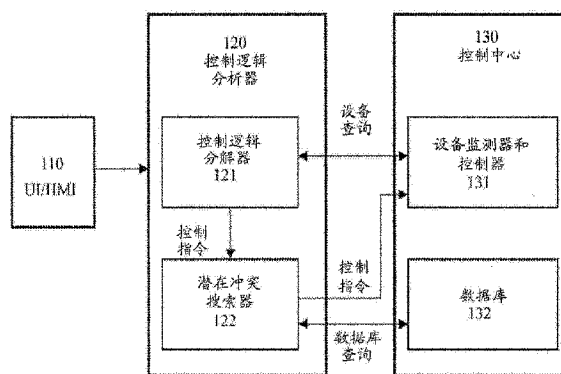 110
UI/HMI
120
控制逻辑
分析器
控制逻辑
分解器
121
控制
指令
潜在冲突
搜索器
122
设备
查询
控制
指令
数据库
查询
130
控制中心
设备监测器和
控制器
131
数据库
132